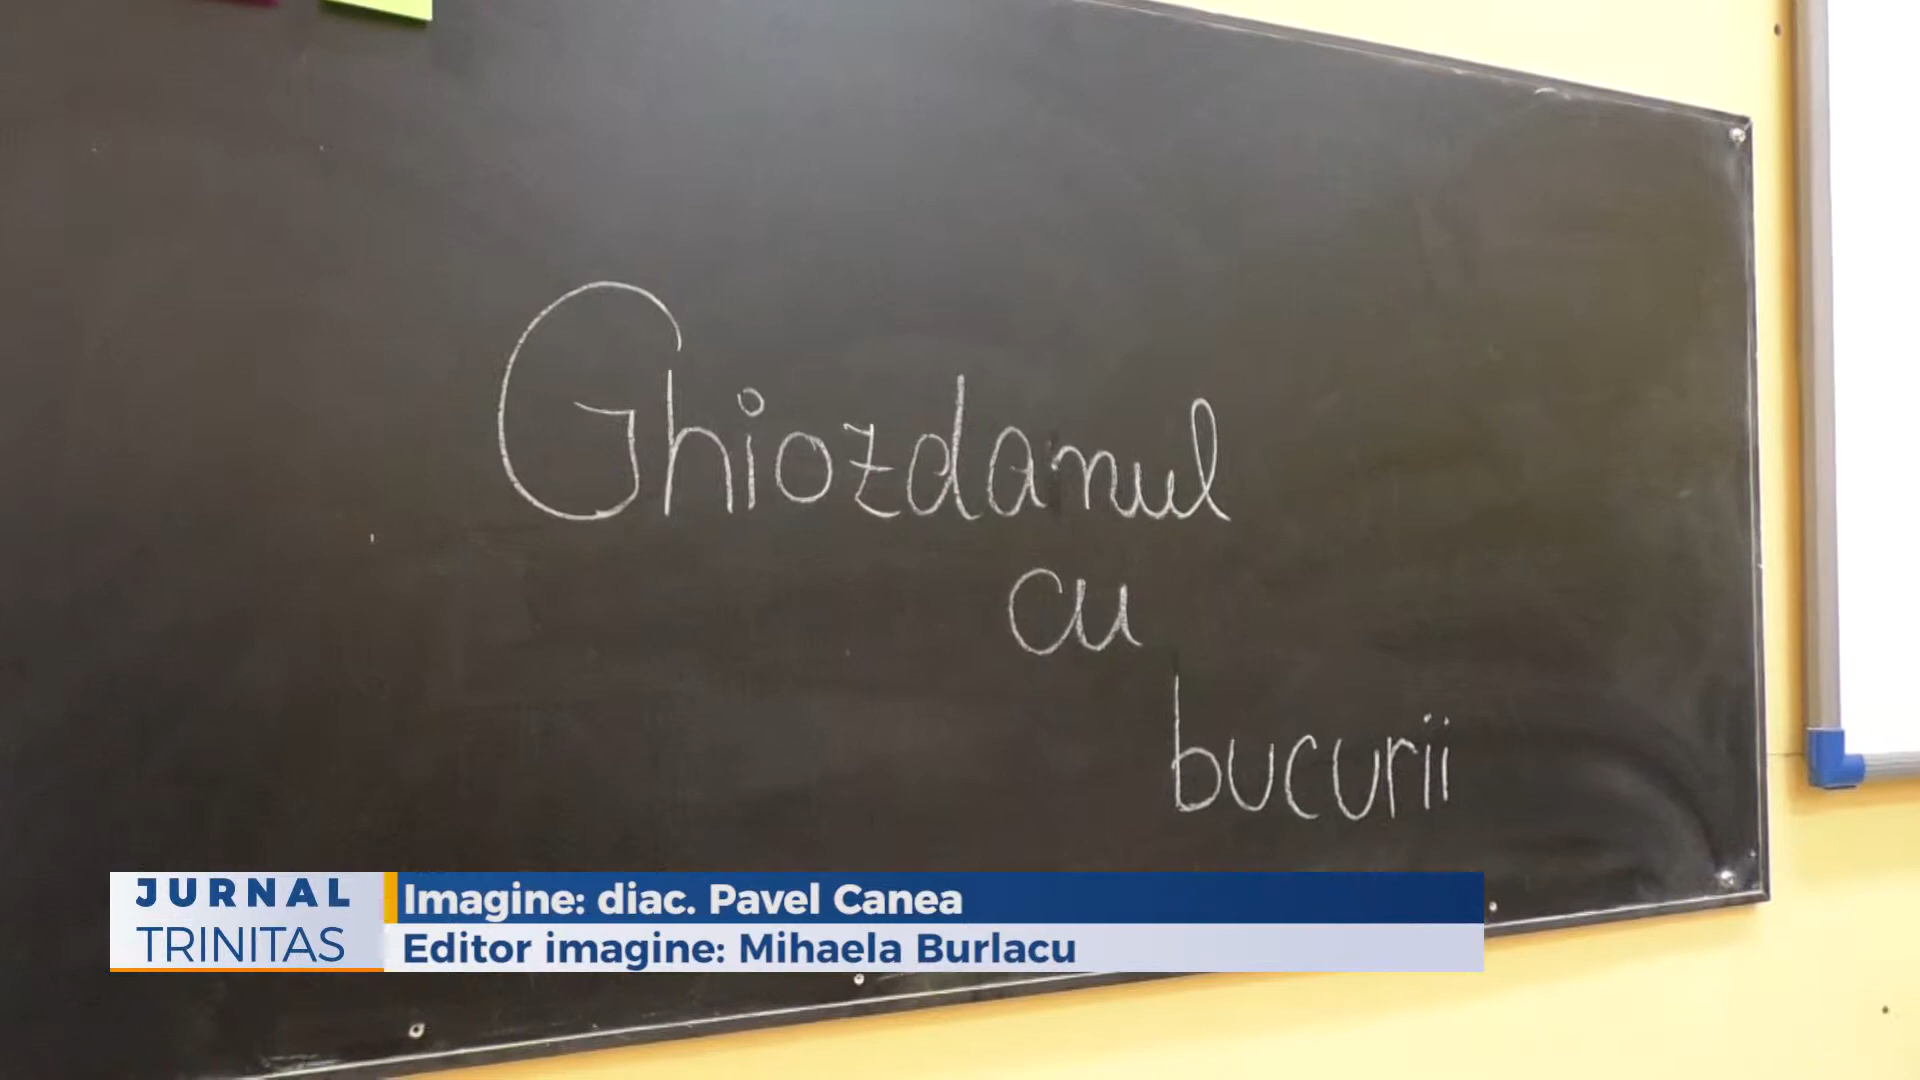 Ghiozdanul
cu
bucurii
JURNAL
TRINITAS
Imagine: diac. Pavel Canea
Editor imagine: Mihaela Burlacu